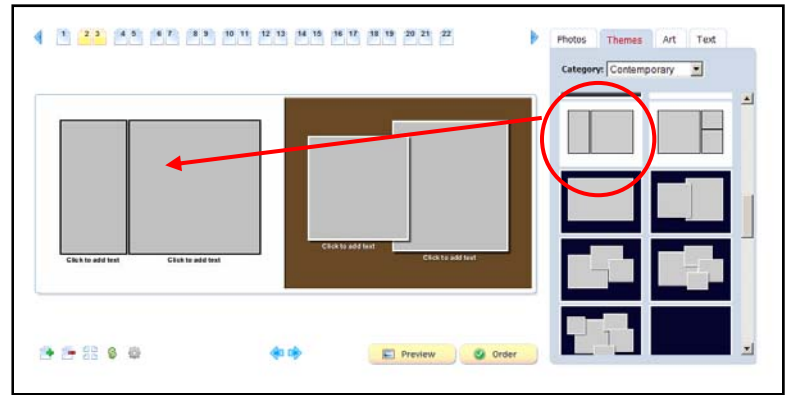 1 2 3 4 5 6 7 8 9 10 11 12 13 14 15 16 17 18 19 20 21 22
Photos Themes Art Text
Category: Contemporary
Click to add text Click to add text
Click to add text
Click to add text
Preview Order